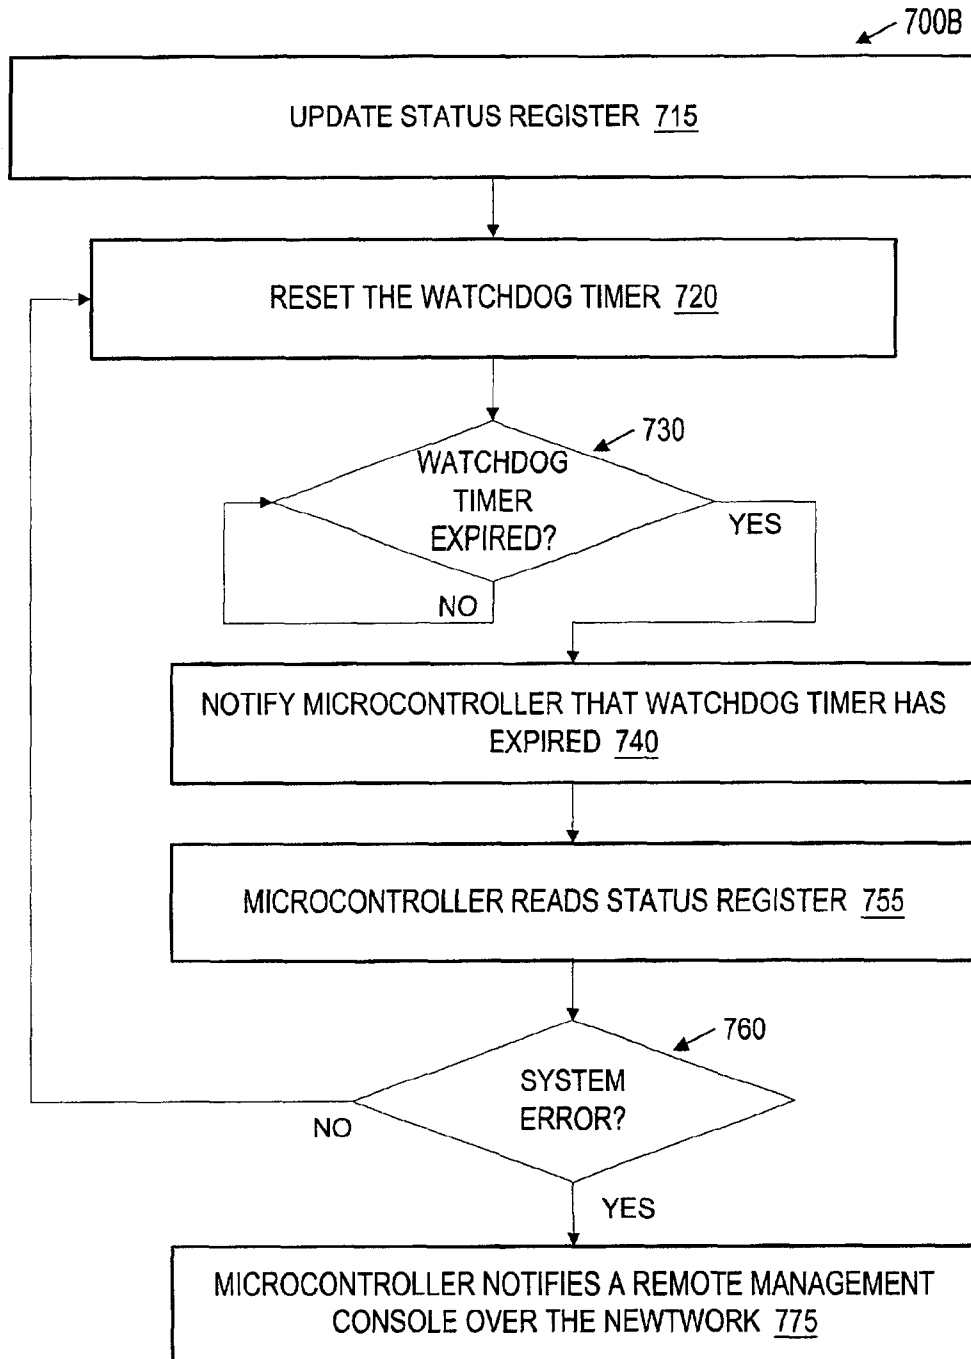 700B
UPDATE STATUS REGISTER 715
RESET THE WATCHDOG TIMER 720
730
WATCHDOG
TIMER
EXPIRED?
YES
NO
NOTIFY MICROCONTROLLER THAT WATCHDOG TIMER HAS
EXPIRED 740
MICROCONTROLLER READS STATUS REGISTER 755
760
SYSTEM
ERROR?
NO
YES
MICROCONTROLLER NOTIFIES A REMOTE MANAGEMENT
CONSOLE OVER THE NEWTWORK 775